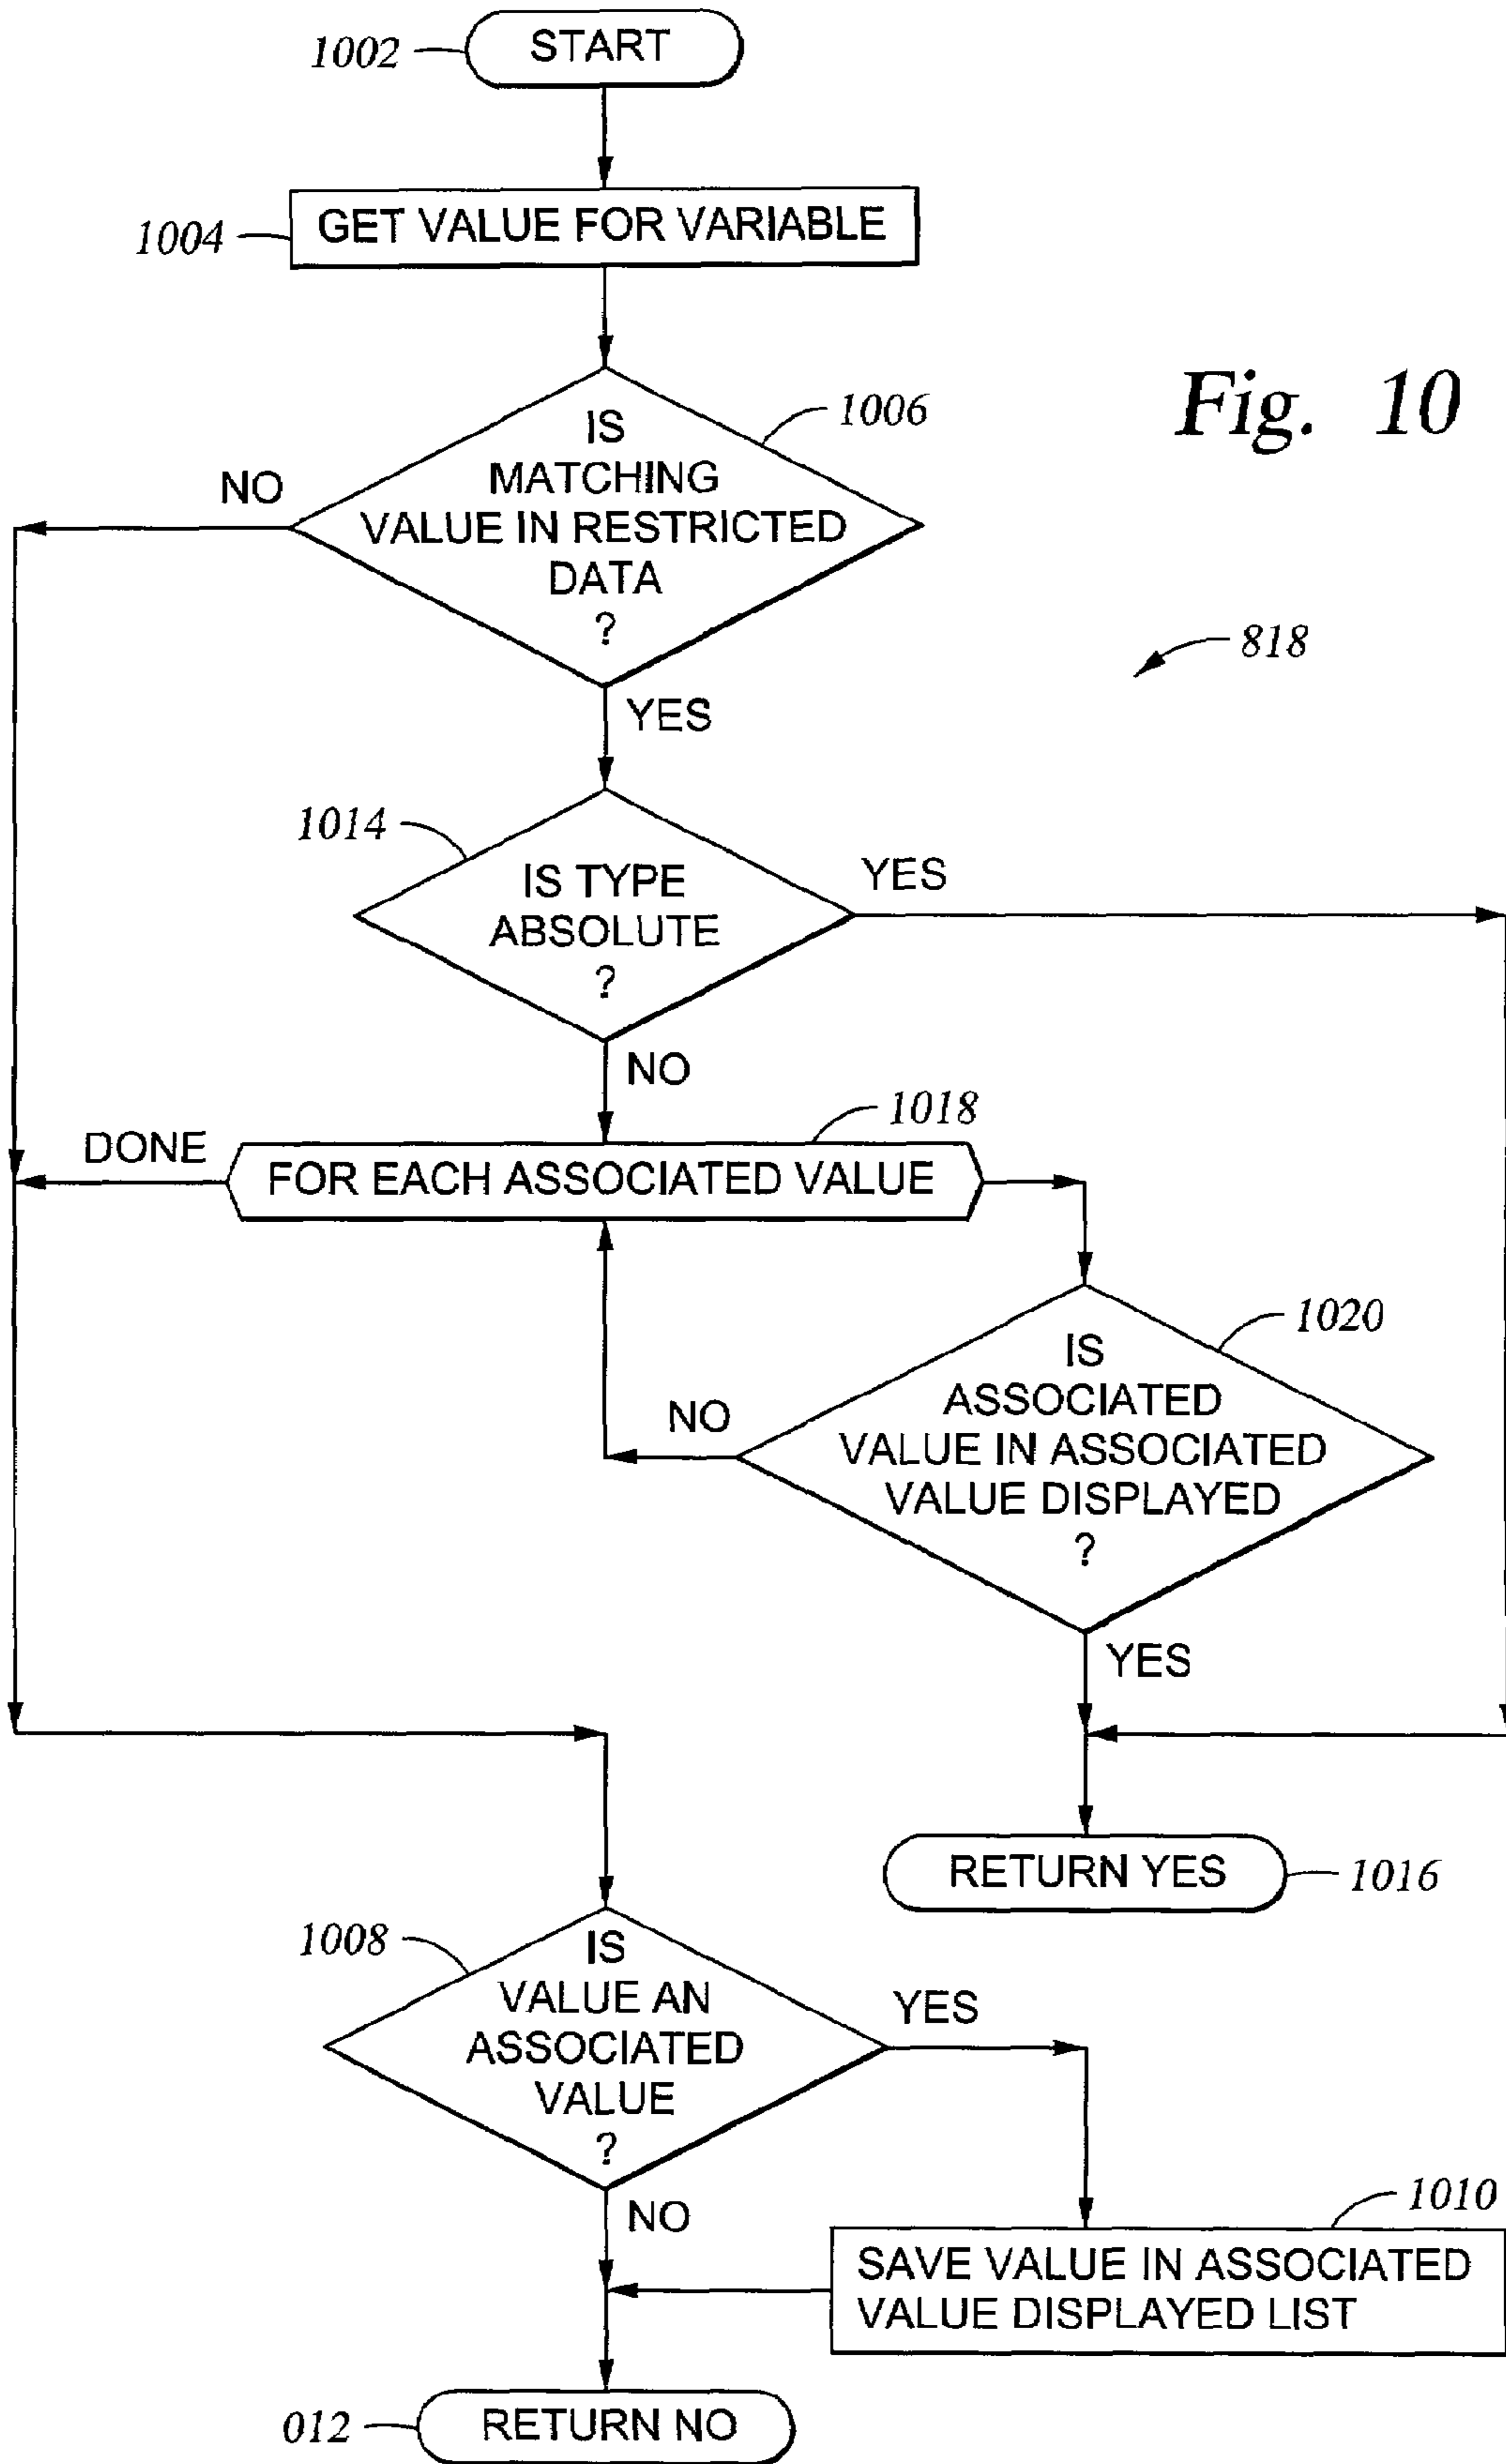 1002
START
1004
GET VALUE FOR VARIABLE
Fig. 10
1006
IS
MATCHING
VALUE IN RESTRICTED
DATA
?
NO
818
YES
1014
IS TYPE
ABSOLUTE
?
YES
NO
1018
DONE
FOR EACH ASSOCIATED VALUE
1020
IS
ASSOCIATED
VALUE IN ASSOCIATED
VALUE DISPLAYED
?
NO
YES
RETURN YES
1016
1008
IS
VALUE AN
ASSOCIATED
VALUE
?
YES
NO
1010
SAVE VALUE IN ASSOCIATED
VALUE DISPLAYED LIST
012
RETURN NO